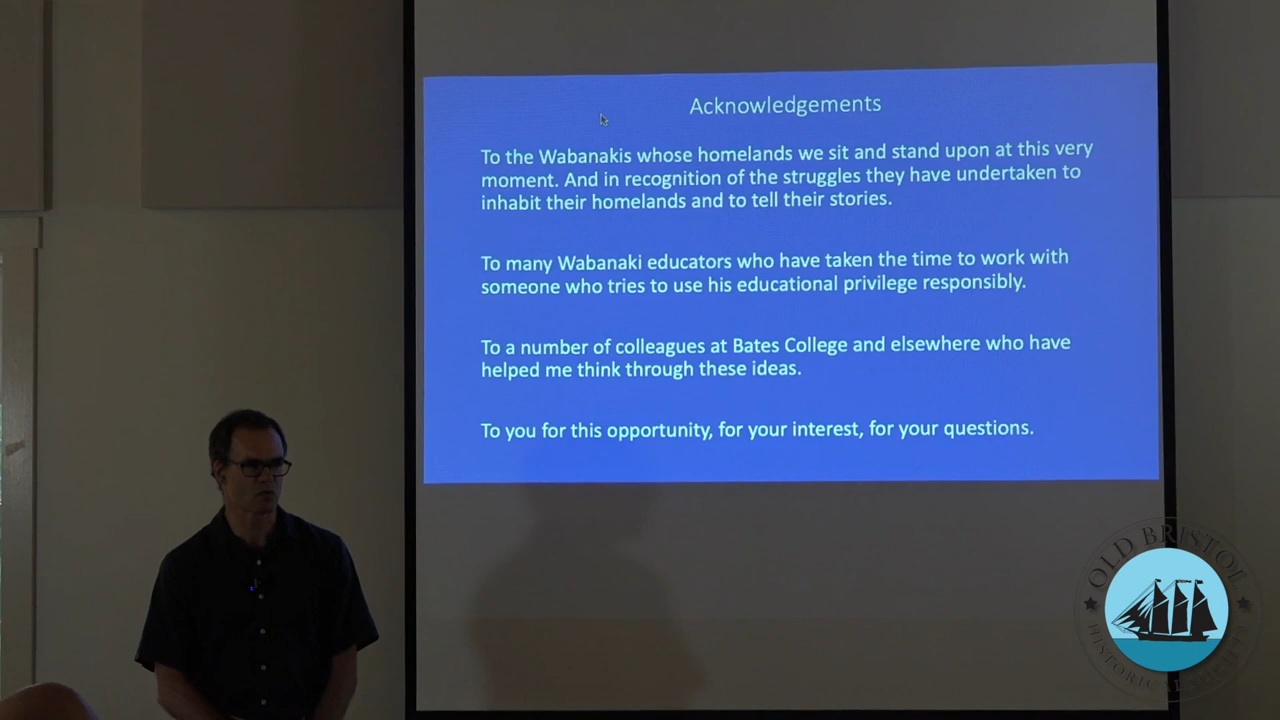 Acknowledgements
To the Wabanakis whose homelands we sit and stand upon at this very
moment. And in recognition of the struggles they have undertaken to
inhabit their homelands and to tell their stories.
To many Wabanaki educators who have taken the time to work with
someone who tries to use his educational privilege responsibly.
To a number of colleagues at Bates College and elsewhere who have
helped me think through these ideas.
To you for this opportunity, for your interest, for your questions.
OLD BRISTOL
HISTORICAL SOCIETY